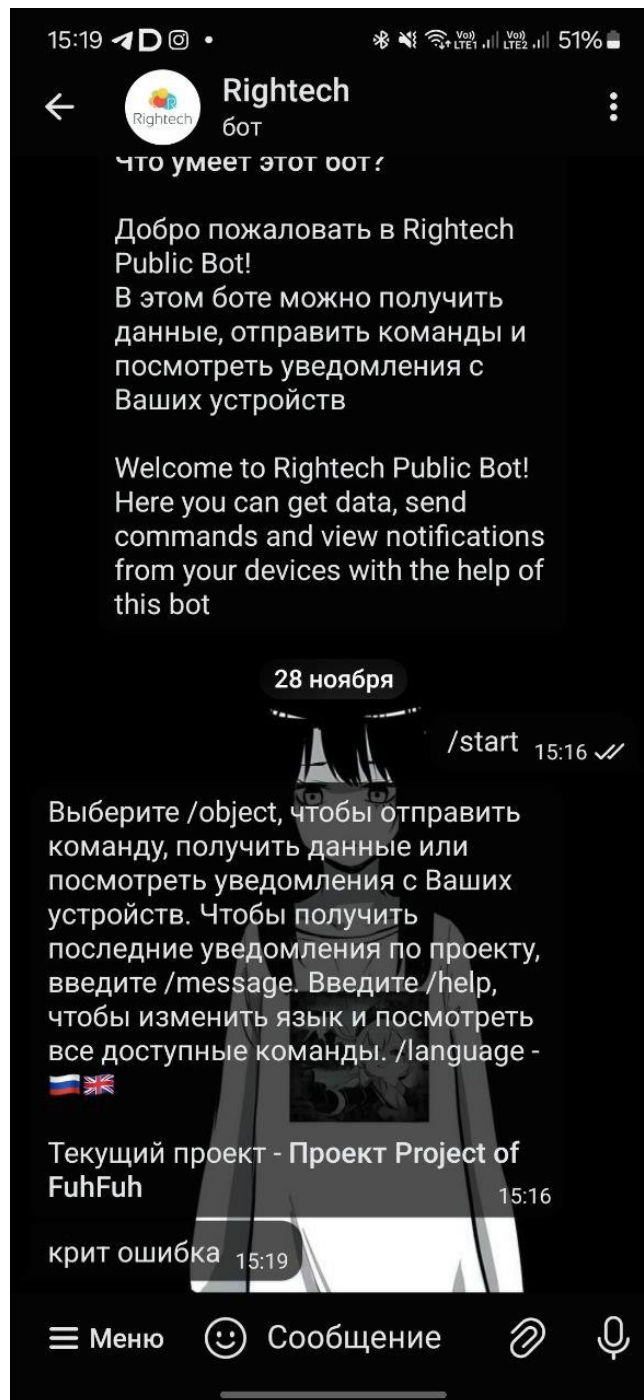 15:19
Vo) LTE1 Vo) LTE2 51%
Rightech
Rightech
бот
Что умеет этот бот?
Добро пожаловать в Rightech
Public Bot!
В этом боте можно получить
данные, отправить команды и
посмотреть уведомления с
Ваших устройств
Welcome to Rightech Public Bot!
Here you can get data, send
commands and view notifications
from your devices with the help of
this bot
28 ноября
/start 15:16
Выберите /object, чтобы отправить
команду, получить данные или
посмотреть уведомления с Ваших
устройств. Чтобы получить
последние уведомления по проекту,
введите /message. Введите /help,
чтобы изменить язык и посмотреть
все доступные команды. /language -
🇷🇺🇬🇧
Текущий проект - Проект Project of
FuhFuh 15:16
крит ошибка 15:19
Меню Сообщение